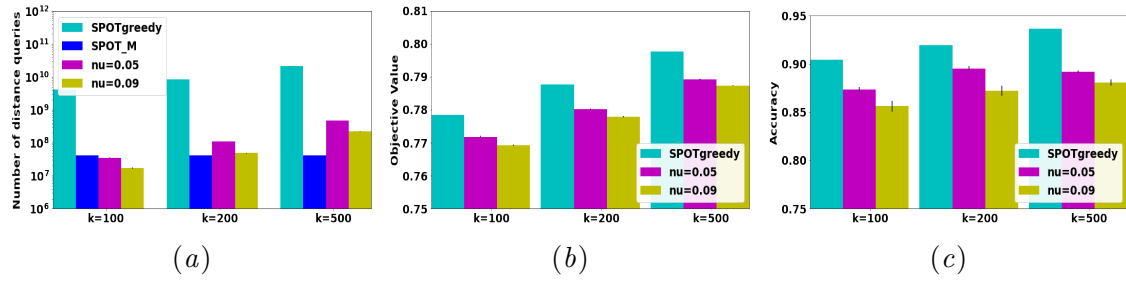 Number of distance queries
10^12
10^11
10^10
10^9
10^8
10^7
10^6
SPOTgreedy
SPOT_M
nu=0.05
nu=0.09
k=100 k=200 k=500
(a)
Objective Value
0.81
0.80
0.79
0.78
0.77
0.76
0.75
SPOTgreedy
nu=0.05
nu=0.09
k=100 k=200 k=500
(b)
Accuracy
0.95
0.90
0.85
0.80
0.75
SPOTgreedy
nu=0.05
nu=0.09
k=100 k=200 k=500
(c)